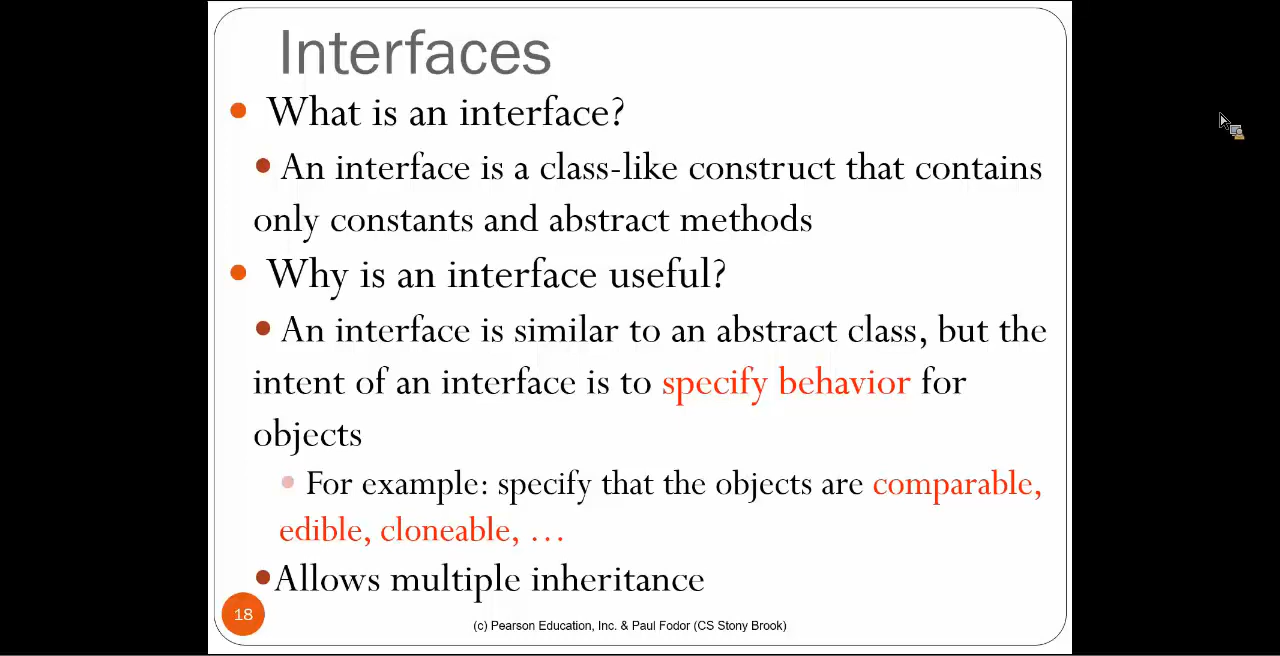 Interfaces
What is an interface?
An interface is a class-like construct that contains
only constants and abstract methods
Why is an interface useful?
An interface is similar to an abstract class, but the
intent of an interface is to specify behavior for
objects
For example: specify that the objects are comparable,
edible, cloneable, …
Allows multiple inheritance
18
(c) Pearson Education, Inc. & Paul Fodor (CS Stony Brook)